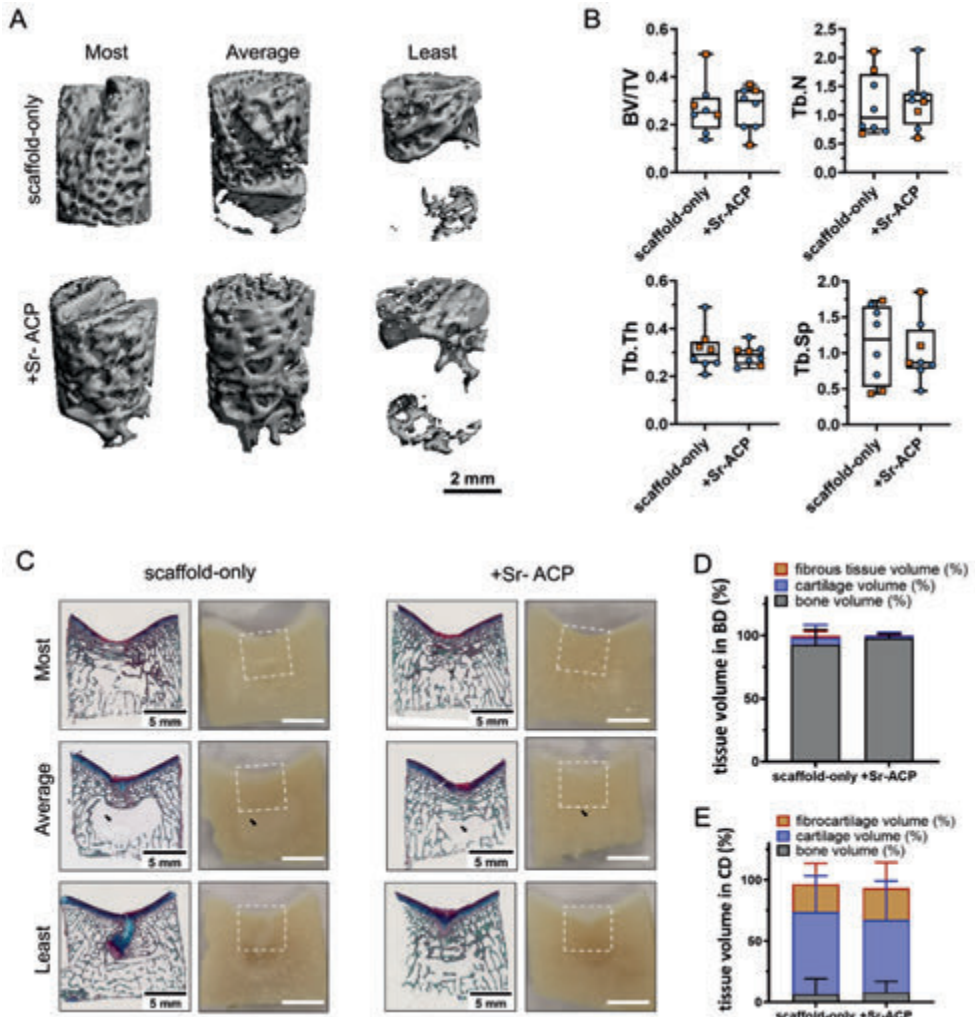 A
Most Average Least
scaffold-only
+Sr- ACP
2 mm
B
BV/TV
0.6
0.4
0.2
0.0
scaffold-only
+Sr-ACP
Tb.N
2.5
2.0
1.5
1.0
0.5
0.0
scaffold-only
+Sr-ACP
Tb.Th
0.6
0.4
0.2
0.0
scaffold-only
+Sr-ACP
Tb.Sp
2.0
1.5
1.0
0.5
0.0
scaffold-only
+Sr-ACP
C
scaffold-only +Sr- ACP
Most
5 mm 5 mm
Average
5 mm 5 mm
Least
5 mm 5 mm
D
fibrous tissue volume (%)
cartilage volume (%)
bone volume (%)
tissue volume in BD (%)
100
50
0
scaffold-only +Sr-ACP
E
fibrocartilage volume (%)
cartilage volume (%)
bone volume (%)
tissue volume in CD (%)
100
50
0
scaffold-only +Sr-ACP